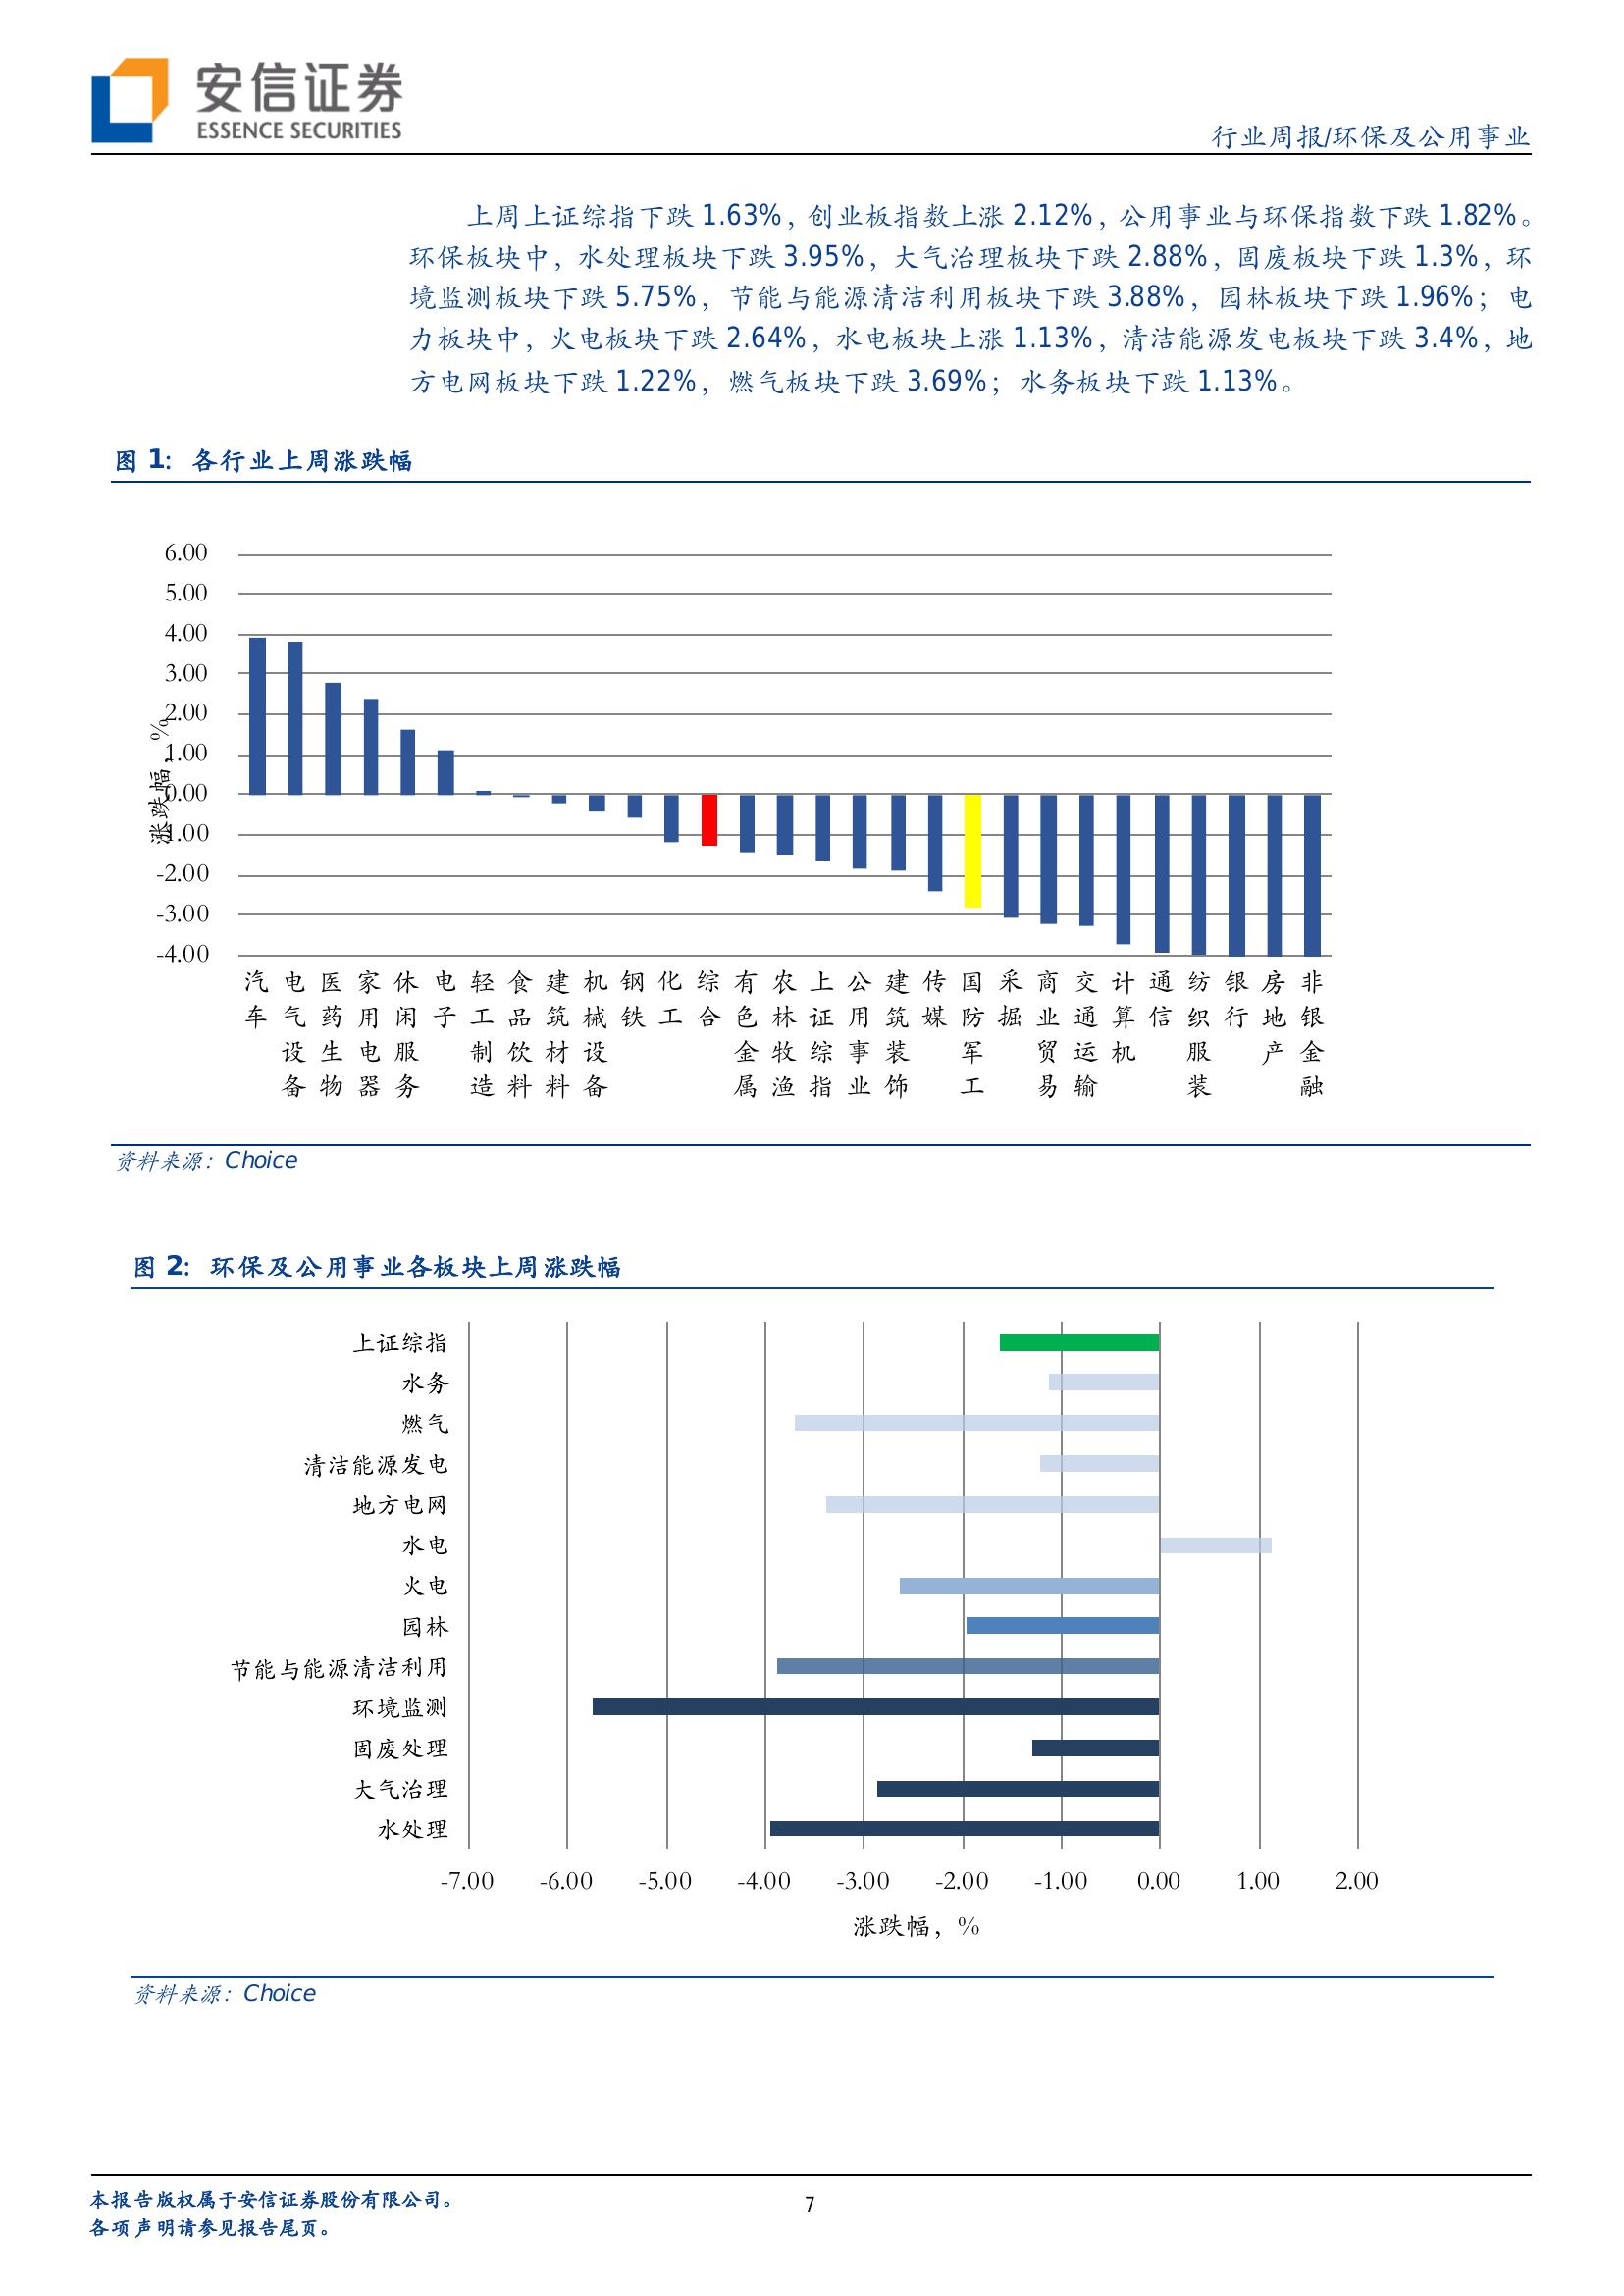 安信证券
ESSENCE SECURITIES
行业周报/环保及公用事业
上周上证综指下跌 1.63%，创业板指数上涨 2.12%，公用事业与环保指数下跌 1.82%。
环保板块中，水处理板块下跌 3.95%，大气治理板块下跌 2.88%，固废板块下跌 1.3%，环
境监测板块下跌 5.75%，节能与能源清洁利用板块下跌 3.88%，园林板块下跌 1.96%；电
力板块中，火电板块下跌 2.64%，水电板块上涨 1.13%，清洁能源发电板块下跌 3.4%，地
方电网板块下跌 1.22%，燃气板块下跌 3.69%；水务板块下跌 1.13%。
图 1：各行业上周涨跌幅
涨跌幅，%
6.00
5.00
4.00
3.00
2.00
1.00
0.00
-1.00
-2.00
-3.00
-4.00
汽车
电气设备
医药生物
家用电器
休闲服务
电子
轻工制造
食品饮料
建筑材料
机械设备
钢铁
化工
综合
有色金属
农林牧渔
上证综指
公用事业
建筑装饰
传媒
国防军工
采掘
商业贸易
交通运输
计算机
通信
纺织服装
银行
房地产
非银金融
资料来源：Choice
图 2：环保及公用事业各板块上周涨跌幅
上证综指
水务
燃气
清洁能源发电
地方电网
水电
火电
园林
节能与能源清洁利用
环境监测
固废处理
大气治理
水处理
-7.00 -6.00 -5.00 -4.00 -3.00 -2.00 -1.00 0.00 1.00 2.00
涨跌幅，%
资料来源：Choice
本报告版权属于安信证券股份有限公司。
各项声明请参见报告尾页。
7